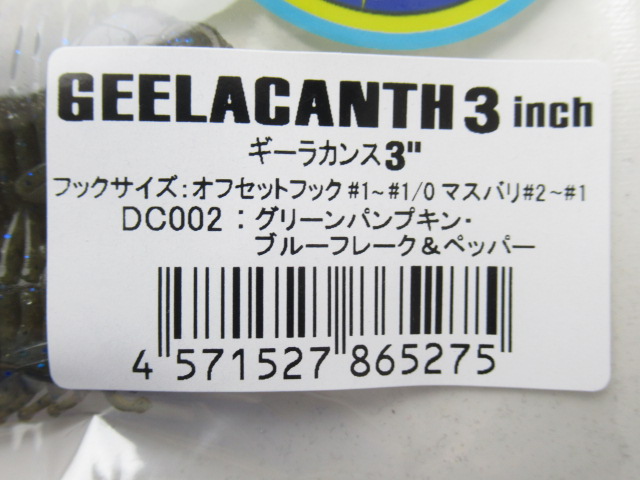 GEELACANTH 3 inch
ギーラカンス3"
フックサイズ:オフセットフック #1~#1/0 マスバリ#2~#1
DC002:グリーンパンプキン・
ブルーフレーク&ペッパー
4 571527 865275